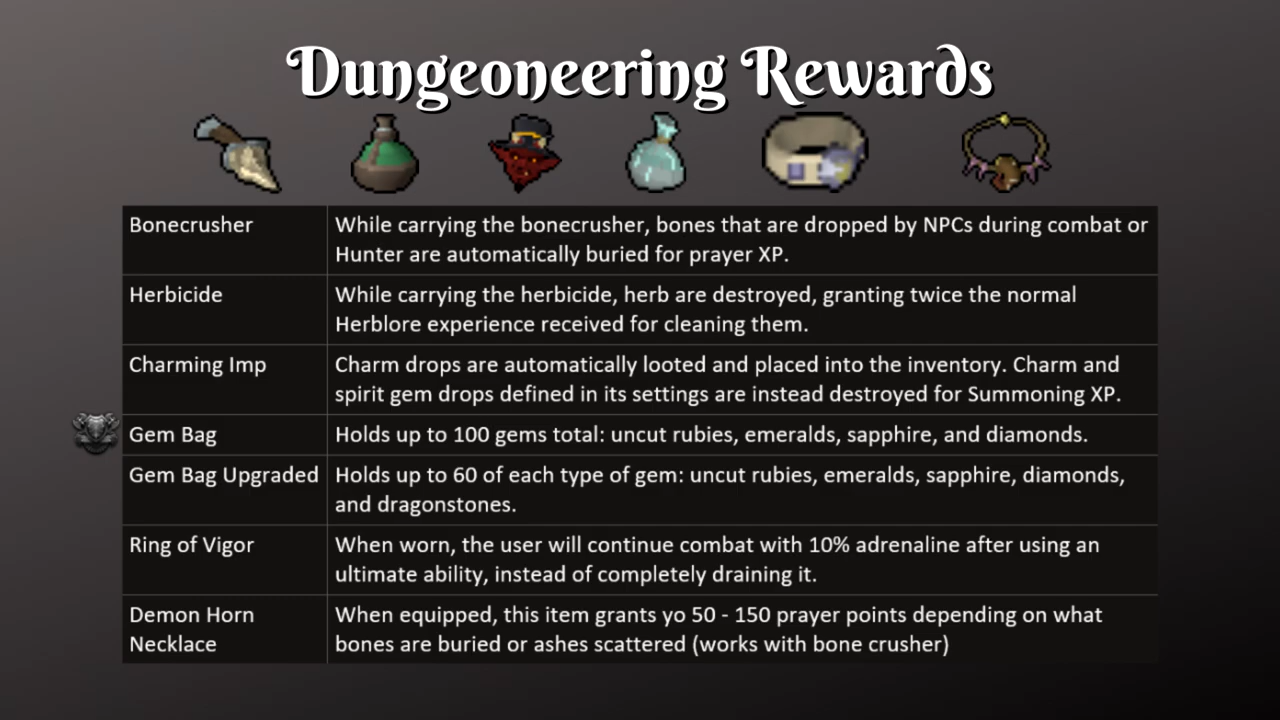 Dungeoneering Rewards
Bonecrusher
While carrying the bonecrusher, bones that are dropped by NPCs during combat or
Hunter are automatically buried for prayer XP.
Herbicide
While carrying the herbicide, herb are destroyed, granting twice the normal
Herblore experience received for cleaning them.
Charming Imp
Charm drops are automatically looted and placed into the inventory. Charm and
spirit gem drops defined in its settings are instead destroyed for Summoning XP.
Gem Bag
Holds up to 100 gems total: uncut rubies, emeralds, sapphire, and diamonds.
Gem Bag Upgraded
Holds up to 60 of each type of gem: uncut rubies, emeralds, sapphire, diamonds,
and dragonstones.
Ring of Vigor
When worn, the user will continue combat with 10% adrenaline after using an
ultimate ability, instead of completely draining it.
Demon Horn
Necklace
When equipped, this item grants yo 50 - 150 prayer points depending on what
bones are buried or ashes scattered (works with bone crusher)